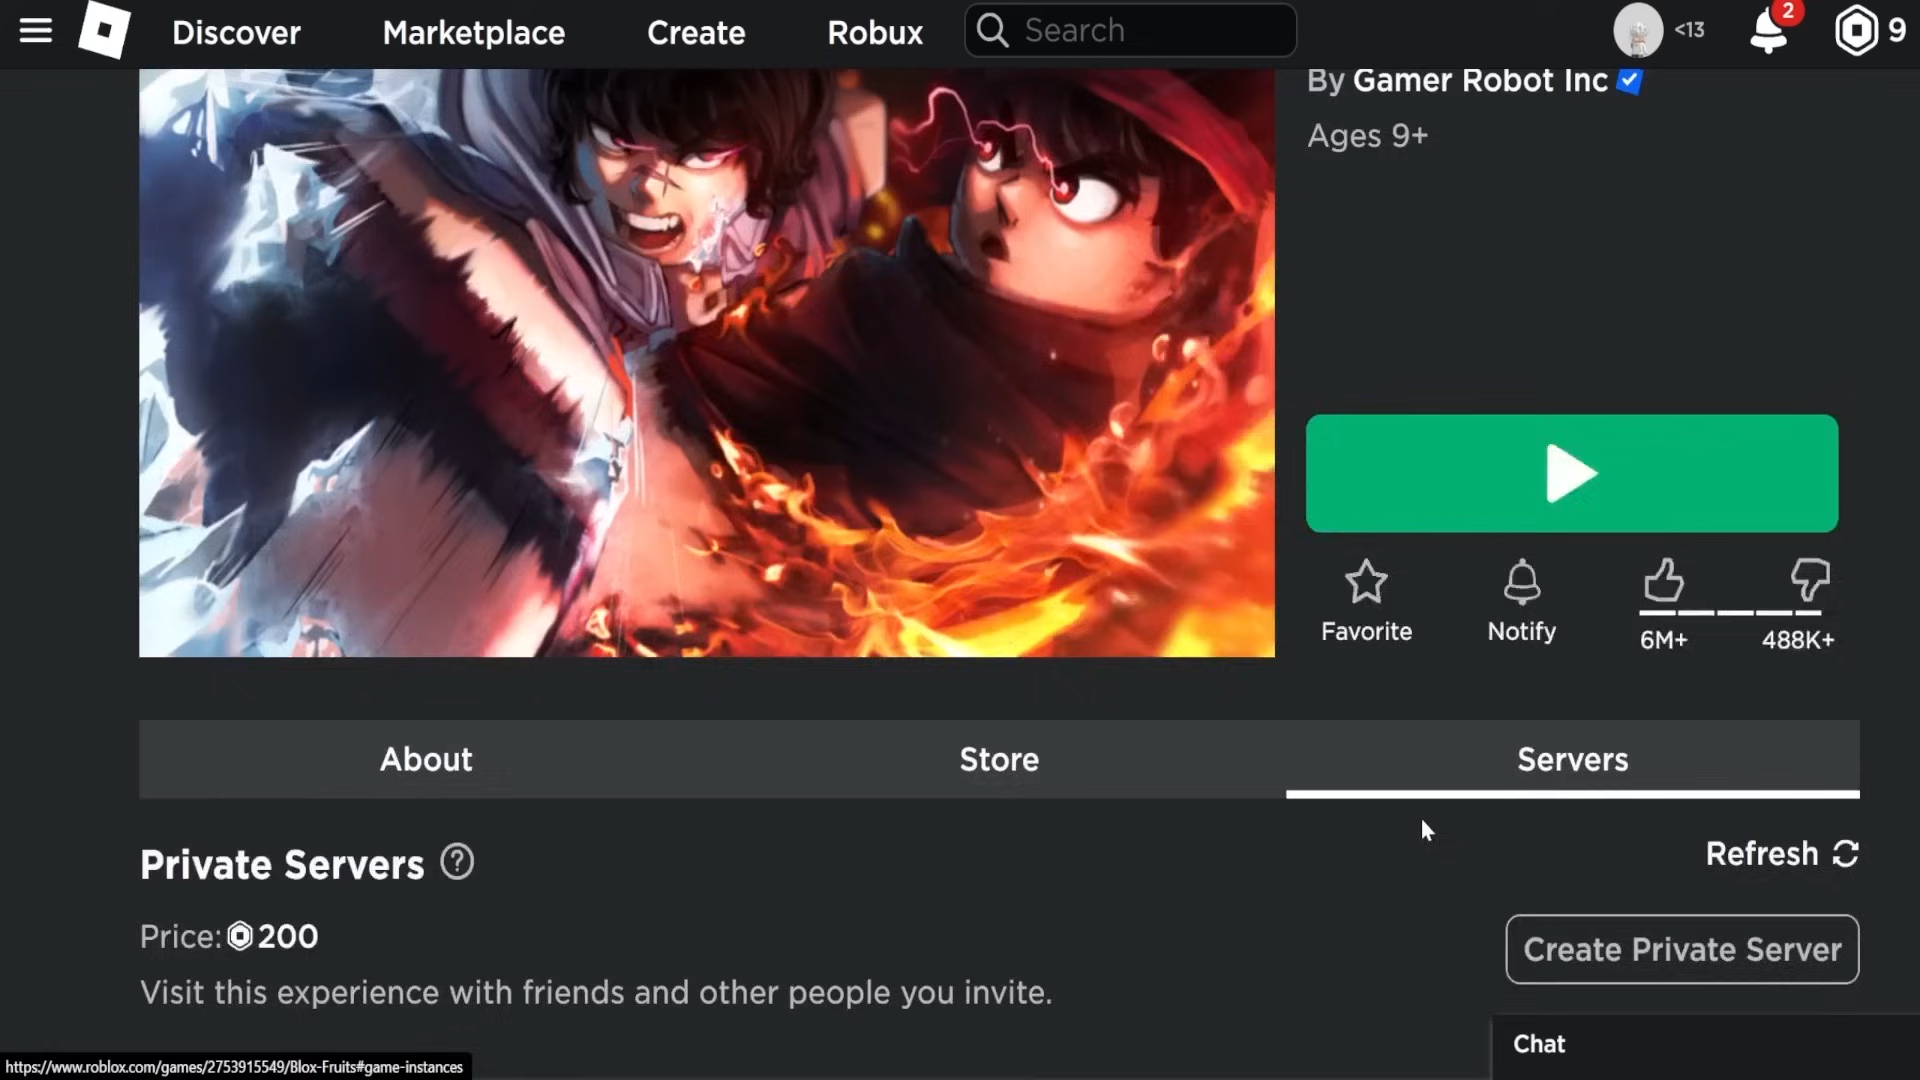 Discover Marketplace Create Robux Search <13 2 9
By Gamer Robot Inc
Ages 9+
Favorite Notify 6M+ 488K+
About Store Servers
Private Servers ? Refresh
Price: 200
Create Private Server
Visit this experience with friends and other people you invite.
Chat
https://www.roblox.com/games/2753915549/Blox-Fruits#game-instances